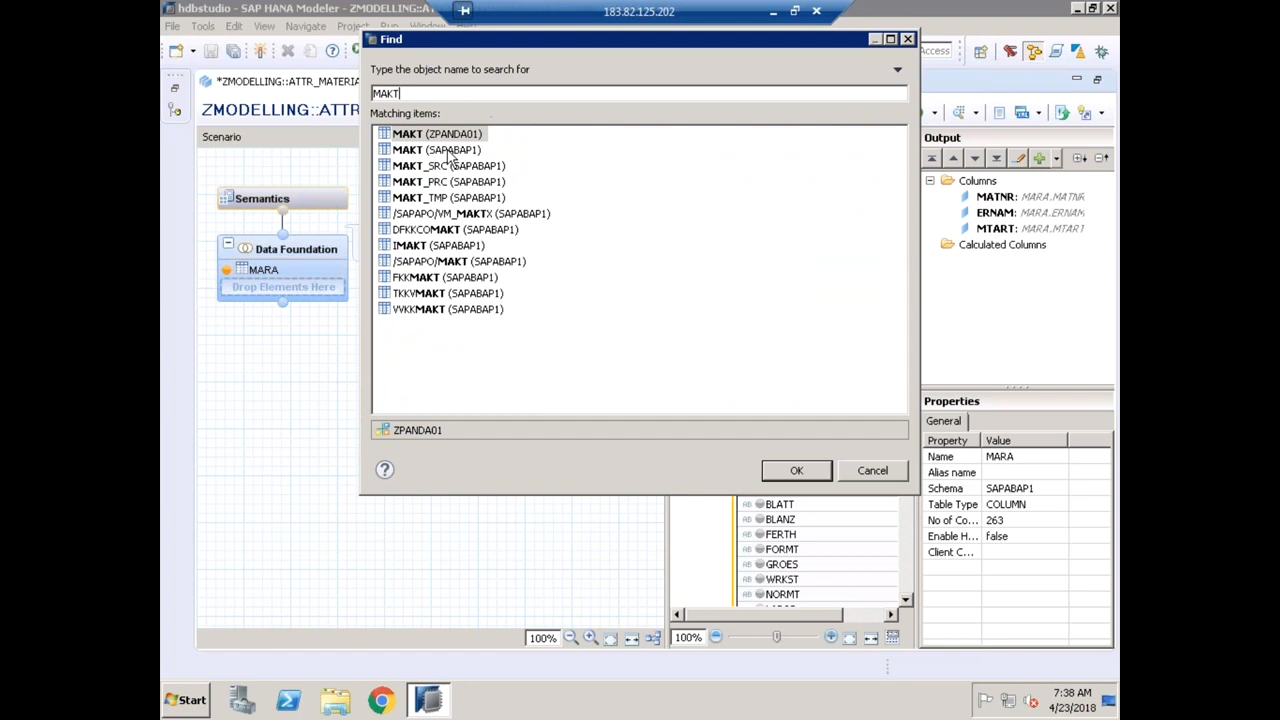 hdbstudio - SAP HANA Modeler - ZMODELLING::ATTR_MATERIA
183.82.125.202
File Tools Edit View Navigate Project Run Window
Access
Find
Type the object name to search for
MAKT
Matching items:
MAKT (ZPANDA01)
MAKT (SAPABAP1)
MAKT_SRC (SAPABAP1)
MAKT_PRC (SAPABAP1)
MAKT_TMP (SAPABAP1)
/SAPAPO/VM_MAKTX (SAPABAP1)
DFKKCOMAKT (SAPABAP1)
IMAKT (SAPABAP1)
/SAPAPO/MAKT (SAPABAP1)
FKKMAKT (SAPABAP1)
TKKVMAKT (SAPABAP1)
VVKKMAKT (SAPABAP1)
ZPANDA01
OK
Cancel
*ZMODELLING::ATTR_MATERIA
ZMODELLING::ATTR
Scenario
Semantics
Data Foundation
MARA
Drop Elements Here
100%
BLATT
BLANZ
FERTH
FORMT
GROES
WRKST
NORMT
100%
Output
Columns
MATNR: MARA.MATNR
ERNAM: MARA.ERNAM
MTART: MARA.MTART
Calculated Columns
Properties
General
Property Value
Name MARA
Alias name
Schema SAPABAP1
Table Type COLUMN
No of Co... 263
Enable H... false
Client C...
Start
7:38 AM
4/23/2018